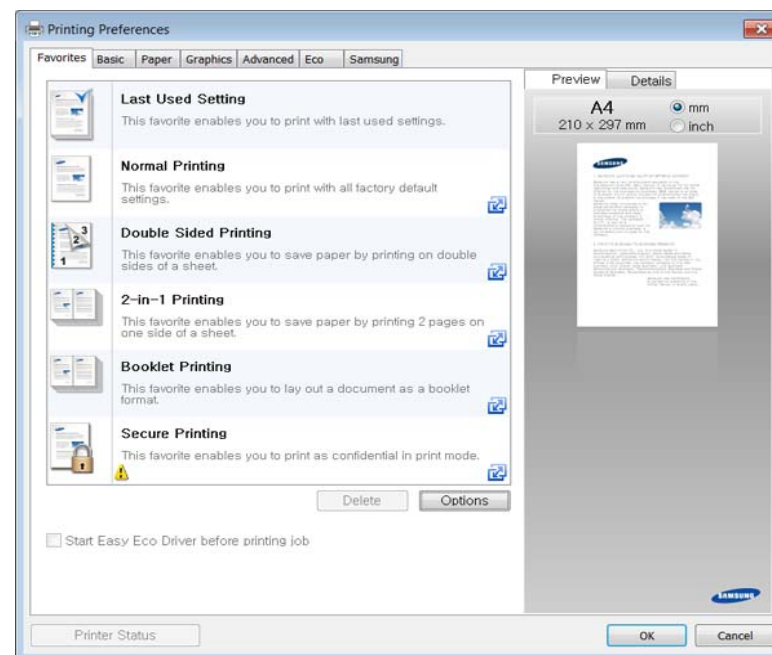 Printing Preferences
Favorites Basic Paper Graphics Advanced Eco Samsung
Last Used Setting
This favorite enables you to print with last used settings.
Normal Printing
This favorite enables you to print with all factory default
settings.
Double Sided Printing
This favorite enables you to save paper by printing on double
sides of a sheet.
2-in-1 Printing
This favorite enables you to save paper by printing 2 pages on
one side of a sheet.
Booklet Printing
This favorite enables you to lay out a document as a booklet
format.
Secure Printing
This favorite enables you to print as confidential in print mode.
Delete Options
Start Easy Eco Driver before printing job
Preview Details
A4
210 x 297 mm
mm
inch
SAMSUNG
SAMSUNG
Printer Status
OK Cancel